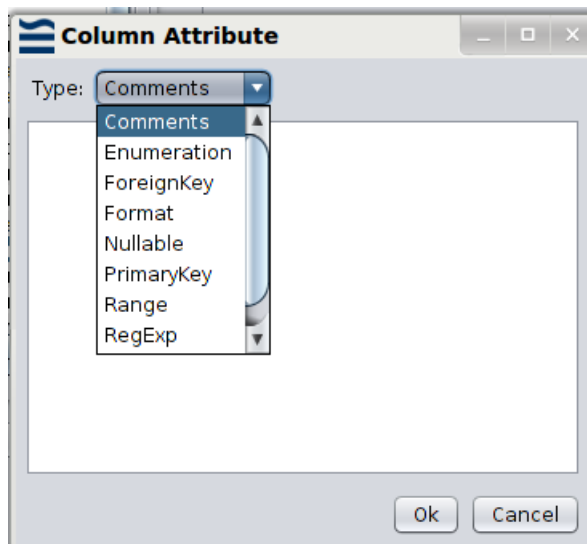 Column Attribute
Type: Comments
Comments
Enumeration
ForeignKey
Format
Nullable
PrimaryKey
Range
RegExp
Ok Cancel